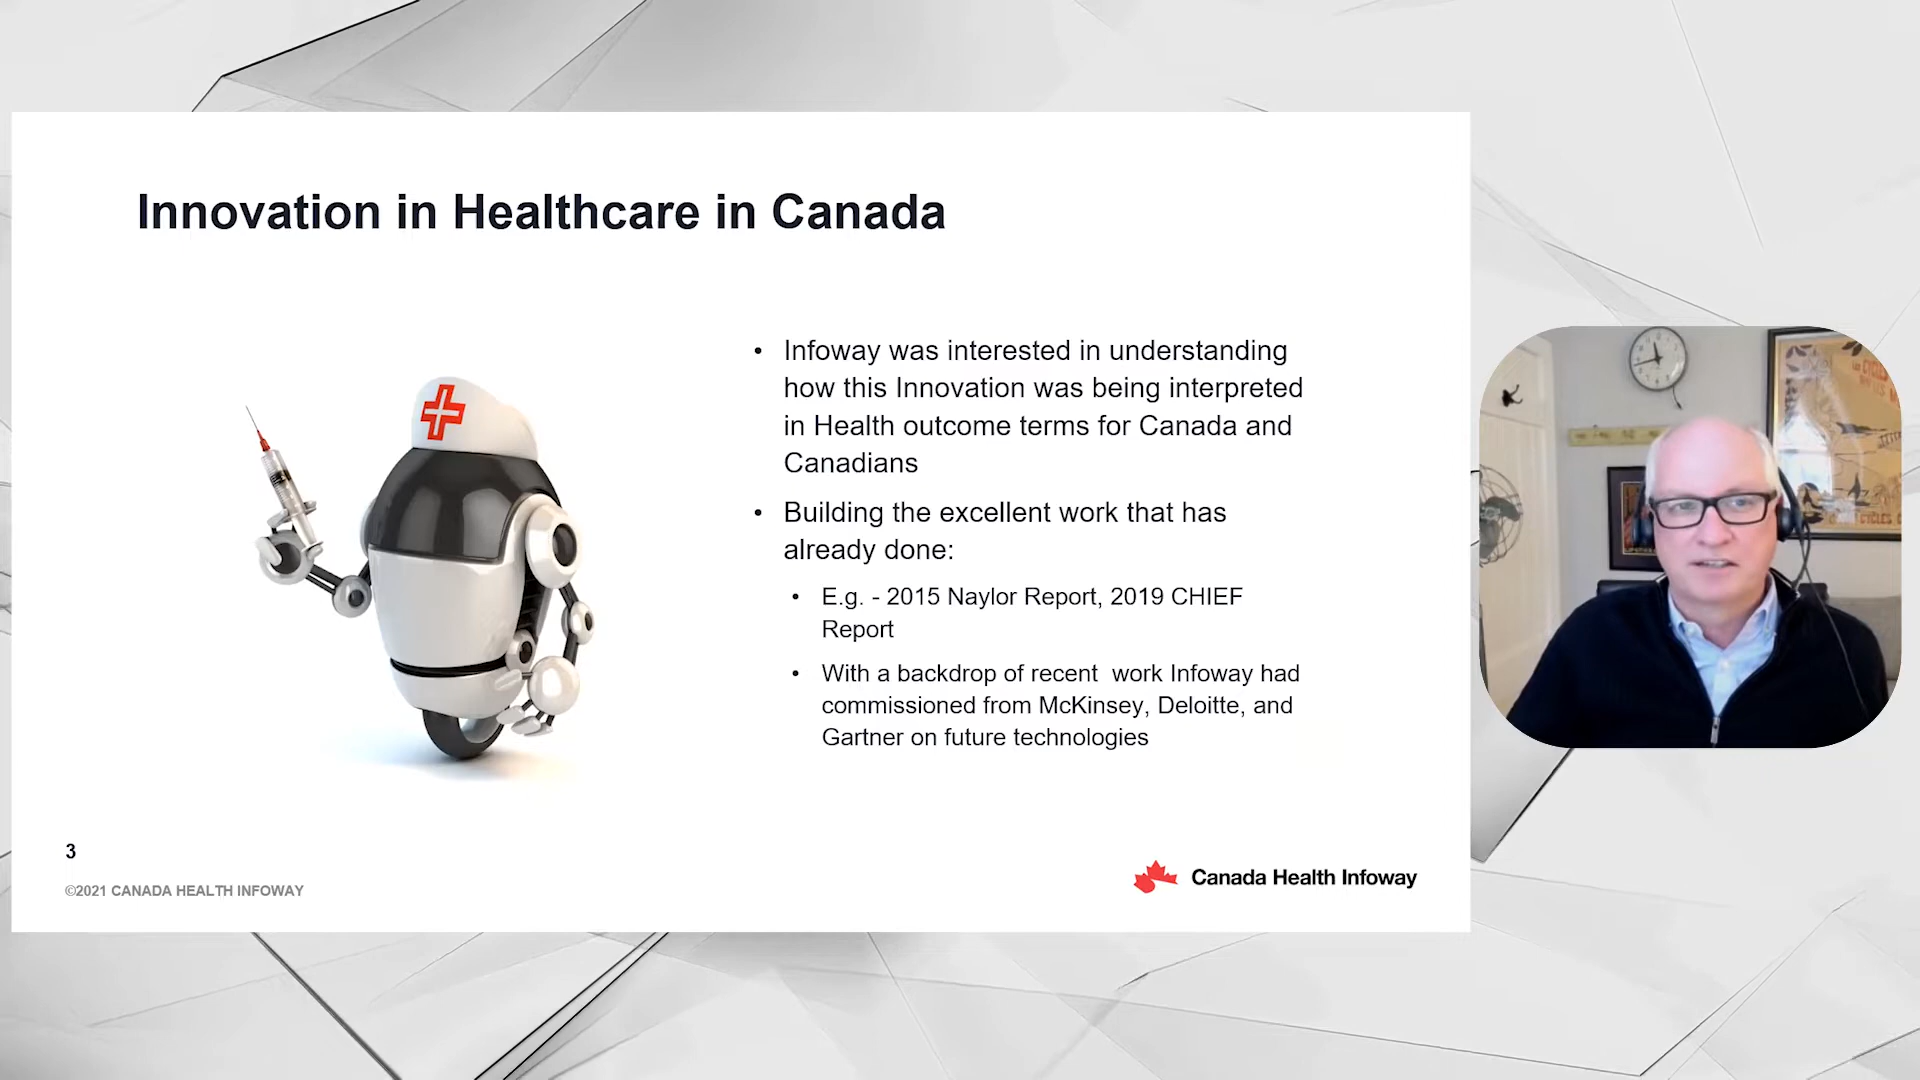 Innovation in Healthcare in Canada
• Infoway was interested in understanding
how this Innovation was being interpreted
in Health outcome terms for Canada and
Canadians
• Building the excellent work that has
already done:
• E.g. - 2015 Naylor Report, 2019 CHIEF
Report
• With a backdrop of recent  work Infoway had
commissioned from McKinsey, Deloitte, and
Gartner on future technologies
3
©2021 CANADA HEALTH INFOWAY
Canada Health Infoway